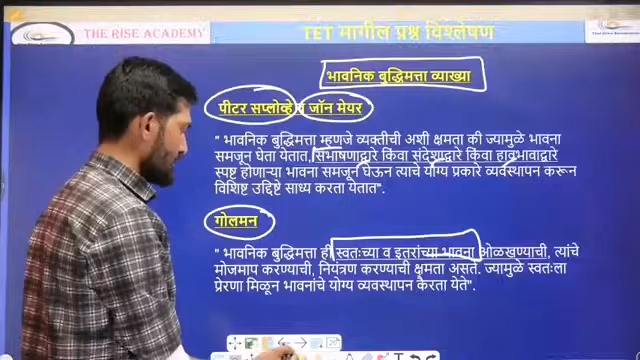 THE RISE ACADEMY
TET मागील प्रश्न विश्लेषण
भावनिक बुद्धिमत्ता व्याख्या
पीटर सप्लोव्हे व जॉन मेयर
" भावनिक बुद्धिमत्ता म्हणजे व्यक्तीची अशी क्षमता की ज्यामुळे भावना
समजून घेता येतात, संभाषणाद्वारे किंवा संदेशाद्वारे किंवा हावभावाद्वारे
स्पष्ट होणाऱ्या भावना समजून घेऊन त्याचे योग्य प्रकारे व्यवस्थापन करून
विशिष्ट उद्दिष्टे साध्य करता येतात".
गोलमन
" भावनिक बुद्धिमत्ता ही स्वतःच्या व इतरांच्या भावना ओळखण्याची, त्यांचे
मोजमाप करण्याची, नियंत्रण करण्याची क्षमता असते. ज्यामुळे स्वतःला
प्रेरणा मिळून भावनांचे योग्य व्यवस्थापन करता येते".